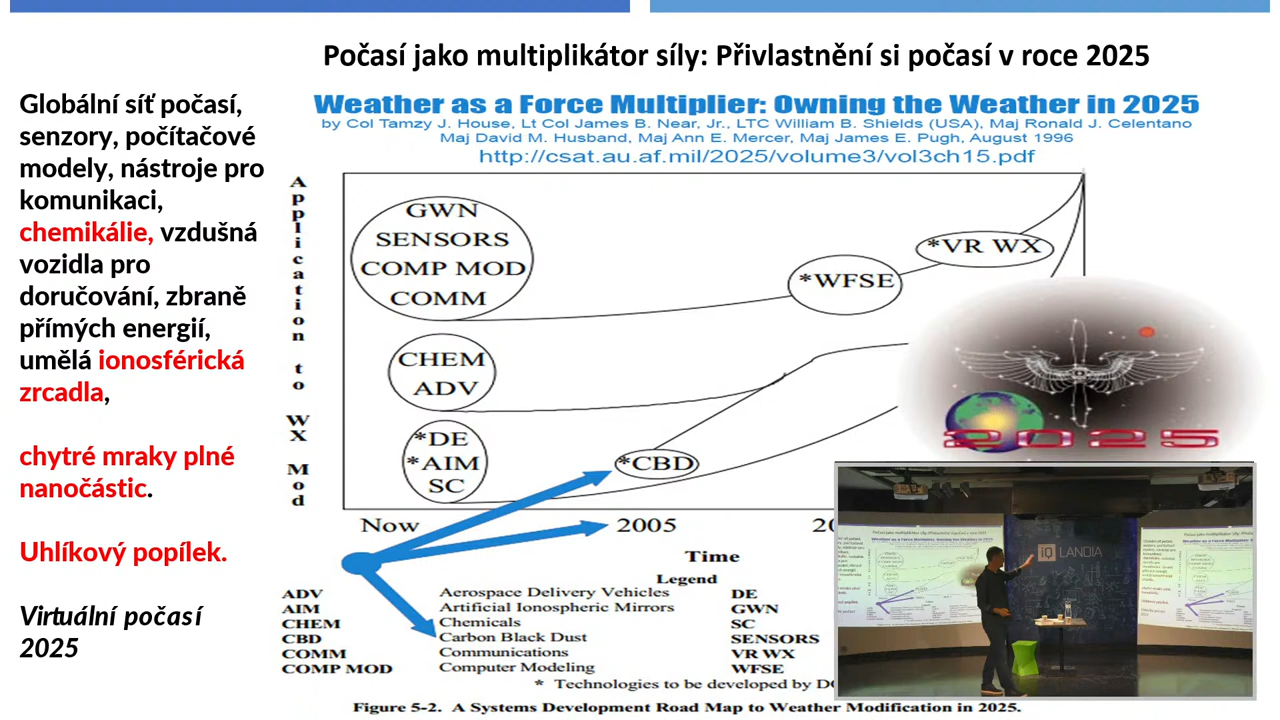 Počasí jako multiplikátor síly: Přivlastnění si počasí v roce 2025
Globální síť počasí,
senzory, počítačové
modely, nástroje pro
komunikaci,
chemikálie, vzdušná
vozidla pro
doručování, zbraně
přímých energií,
umělá ionosférická
zrcadla,
chytré mraky plné
nanočástic.
Uhlíkový popílek.
Virtuální počasí
2025
Weather as a Force Multiplier: Owning the Weather in 2025
by Col Tamzy J. House, Lt Col James B. Near, Jr., LTC William B. Shields (USA), Maj Ronald J. Celentano
Maj David M. Husband, Maj Ann E. Mercer, Maj James E. Pugh, August 1996
http://csat.au.af.mil/2025/volume3/vol3ch15.pdf
Application to WX Mod
GWN
SENSORS
COMP MOD
COMM
*VR WX
*WFSE
CHEM
ADV
*DE
*AIM
SC
*CBD
2025
Now
2005
20
Time
Legend
ADV Aerospace Delivery Vehicles DE
AIM Artificial Ionospheric Mirrors GWN
CHEM Chemicals SC
CBD Carbon Black Dust SENSORS
COMM Communications VR WX
COMP MOD Computer Modeling WFSE
* Technologies to be developed by DO
Figure 5-2. A Systems Development Road Map to Weather Modification in 2025.
iQ LANDIA